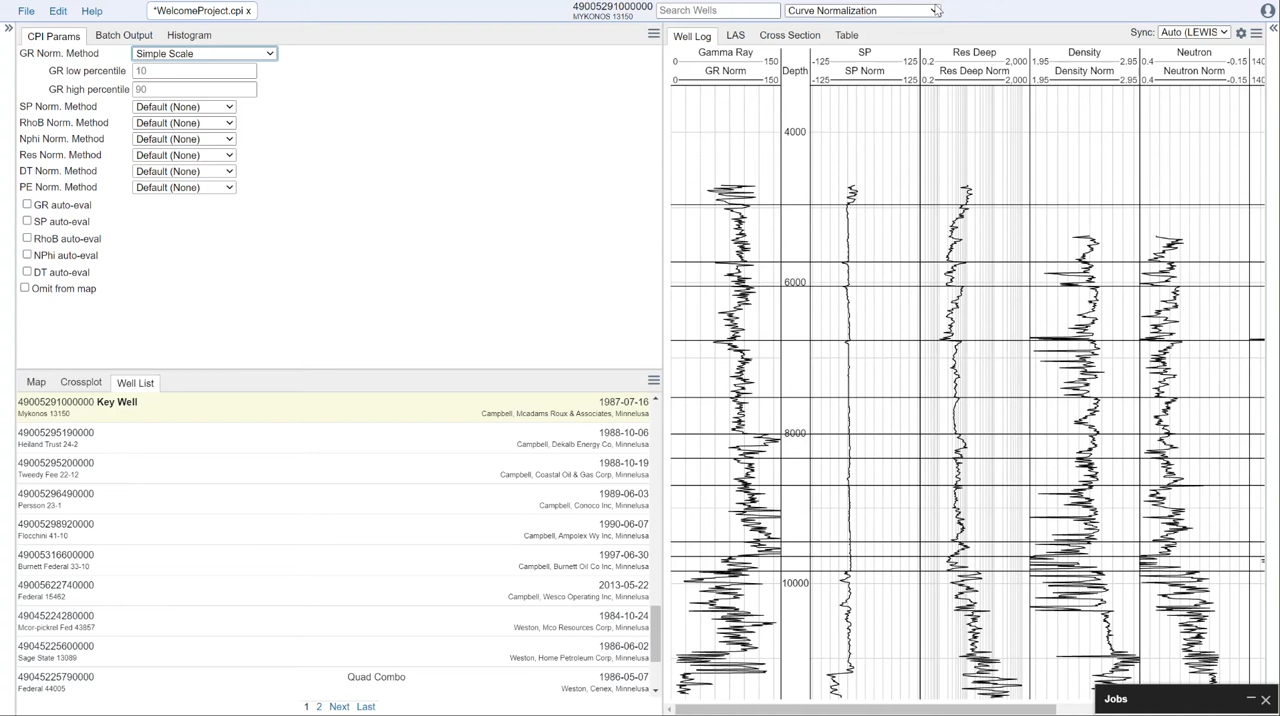 File Edit Help *WelcomeProject.cpi x 49005291000000 Search Wells Curve Normalization
MYKONOS 13150
CPI Params Batch Output Histogram
GR Norm. Method Simple Scale
GR low percentile 10
GR high percentile 90
SP Norm. Method Default (None)
RhoB Norm. Method Default (None)
Nphi Norm. Method Default (None)
Res Norm. Method Default (None)
DT Norm. Method Default (None)
PE Norm. Method Default (None)
GR auto-eval
SP auto-eval
RhoB auto-eval
NPhi auto-eval
DT auto-eval
Omit from map
Map Crossplot Well List
49005291000000 Key Well 1987-07-16
Mykonos 13150 Campbell, Mcadams Roux & Associates, Minnelusa
49005295190000 1988-10-06
Heiland Trust 24-2 Campbell, Dekalb Energy Co, Minnelusa
49005295200000 1988-10-19
Tweedy Fee 22-12 Campbell, Coastal Oil & Gas Corp, Minnelusa
49005296490000 1989-06-03
Persson 23-1 Campbell, Conoco Inc, Minnelusa
49005298920000 1990-06-07
Flocchini 41-10 Campbell, Ampolex Wy Inc, Minnelusa
49005316600000 1997-06-30
Burnett Federal 33-10 Campbell, Burnett Oil Co Inc, Minnelusa
49005622740000 2013-05-22
Federal 15462 Campbell, Wesco Operating Inc, Minnelusa
49045224280000 1984-10-24
Mcor-pickrel Fed 43857 Weston, Mco Resources Corp, Minnelusa
49045225600000 1986-06-02
Sage State 13089 Weston, Home Petroleum Corp, Minnelusa
49045225790000 Quad Combo 1986-05-07
Federal 44005 Weston, Cenex, Minnelusa
1 2 Next Last
Well Log LAS Cross Section Table Sync: Auto (LEWIS
Gamma Ray SP Res Deep Density Neutron
0 150 -125 125 0.2 2,000 1.95 2.95 0.4 -0.15 140
GR Norm Depth SP Norm Res Deep Norm Density Norm Neutron Norm
0 150 -125 125 0.2 2,000 1.95 2.95 0.4 -0.15 140
4000
6000
8000
10000
Jobs